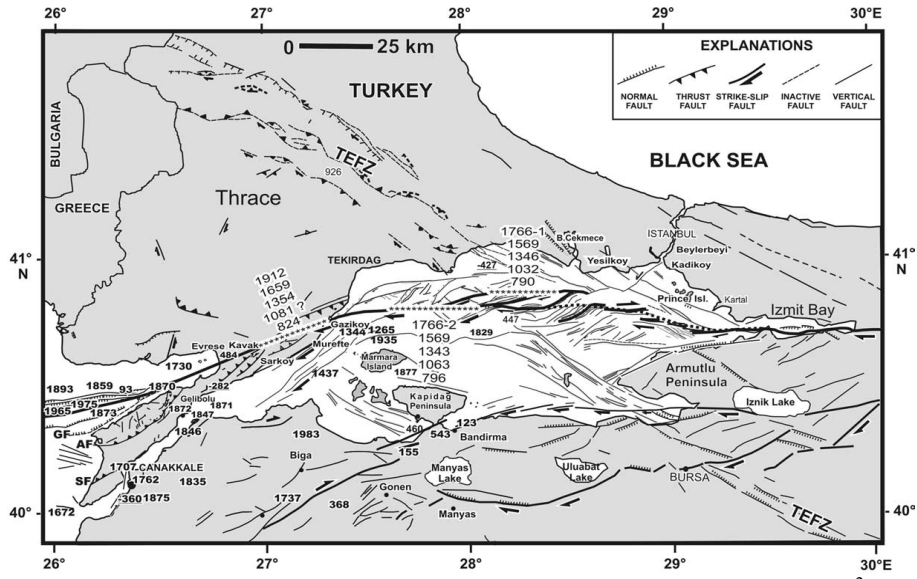 26°
27°
28°
29°
30°E
0 25 km
EXPLANATIONS
NORMAL FAULT
THRUST FAULT
STRIKE-SLIP FAULT
INACTIVE FAULT
VERTICAL FAULT
TURKEY
BULGARIA
TEFZ
926
BLACK SEA
Thrace
GREECE
1766-1
1569
1346
1032
790
B.Cekmece
ISTANBUL
Beylerbeyi
Yesilkoy
Kadikoy
41°
N
TEKIRDAG
-427
41°
N
1912
1659
1354
1081 ?
824
Prince Isl.
Kartal
Izmit Bay
Gazikoy
1344
1265
1766-2
1829
447
Evrese
Kavak
484
Murefte
1935
1569
1343
1063
796
Sarkoy
1730
Marmara
Island
1877
Armutlu
Peninsula
1893
1859
93
1870
282
1437
Kapidag
Peninsula
Iznik Lake
1965
1975
1873
Gelibolu
1872
1871
1847
GF
AF
1846
1983
460
123
543
Bandirma
155
SF
1707
CANAKKALE
1762
1835
Biga
Manyas
Lake
Uluabat
Lake
BURSA
-360
1875
1737
Gonen
368
1672
Manyas
TEFZ
40°
N
40°
N
26°
27°
28°
29°
30°E